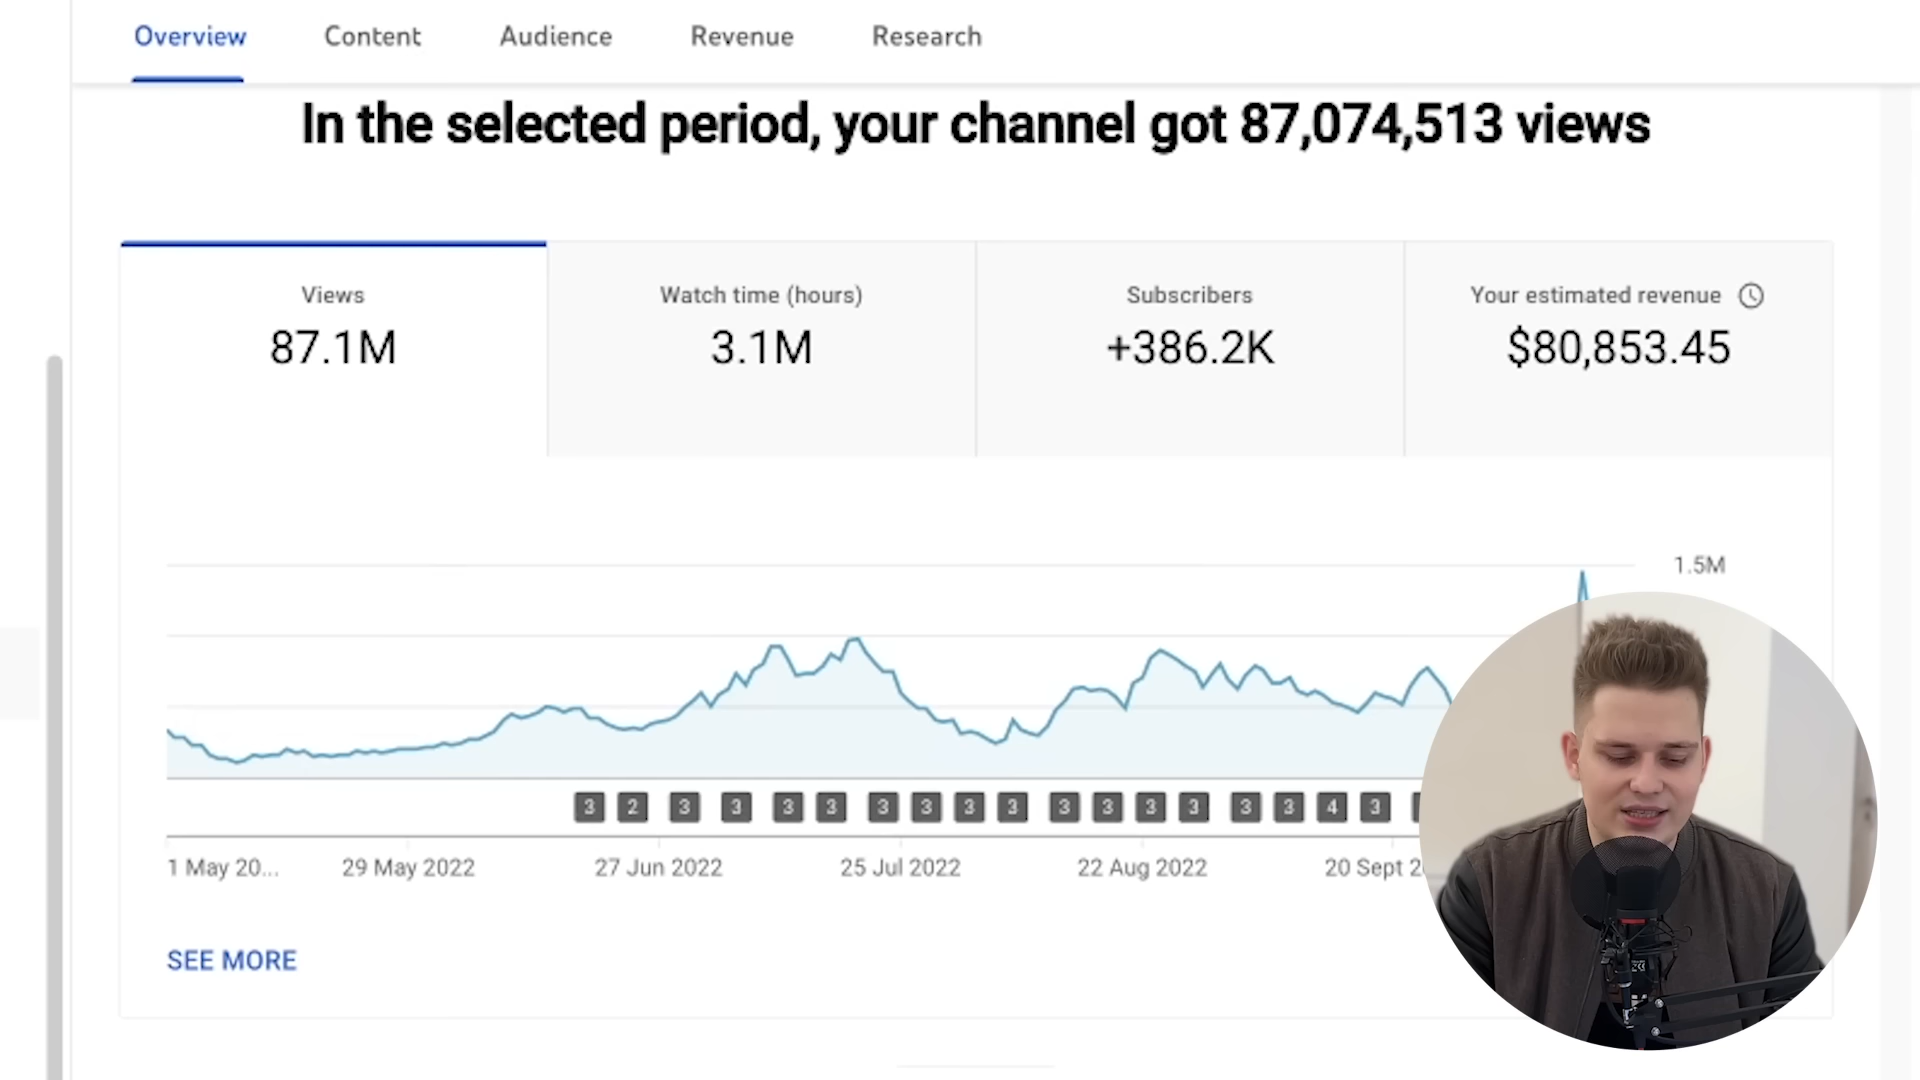 Overview Content Audience Revenue Research
In the selected period, your channel got 87,074,513 views
Views Watch time (hours) Subscribers Your estimated revenue
87.1M 3.1M +386.2K $80,853.45
1.5M
3 2 3 3 3 3 3 3 3 3 3 3 3 3 3 3 4 3
1 May 20... 29 May 2022 27 Jun 2022 25 Jul 2022 22 Aug 2022 20 Sept 2
SEE MORE